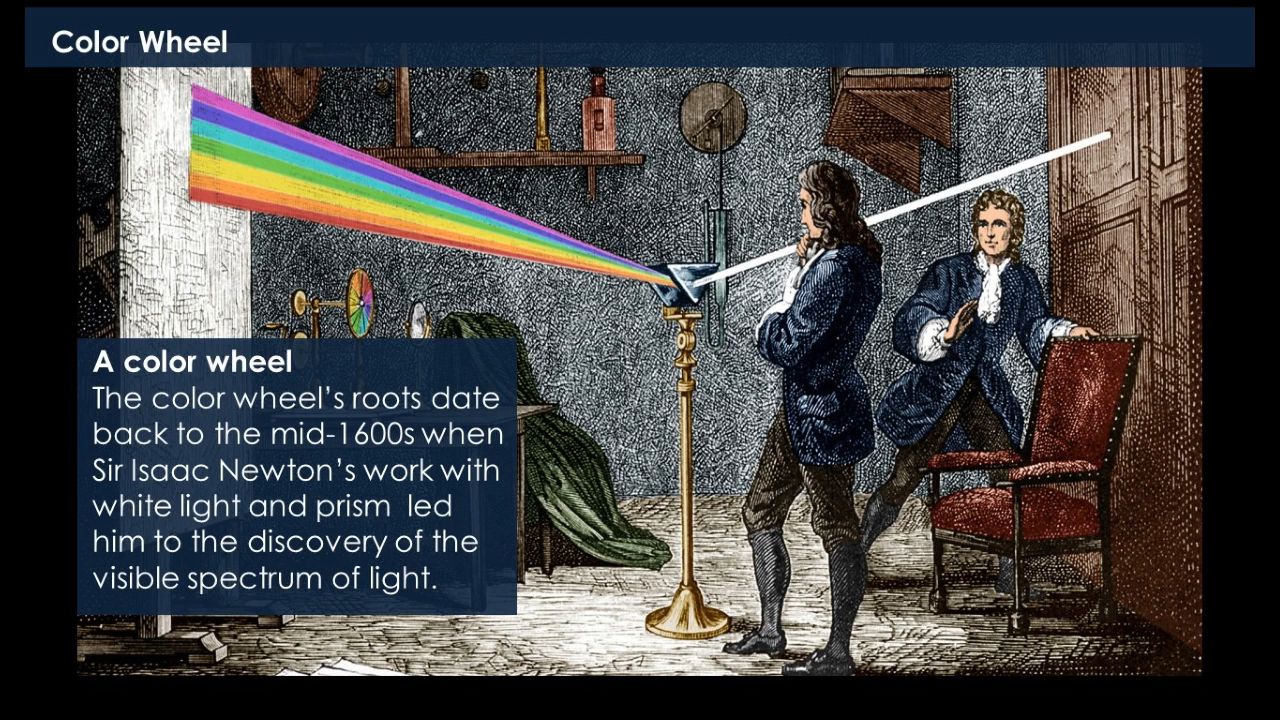 Color Wheel
A color wheel
The color wheel’s roots date
back to the mid-1600s when
Sir Isaac Newton’s work with
white light and prism  led
him to the discovery of the
visible spectrum of light.